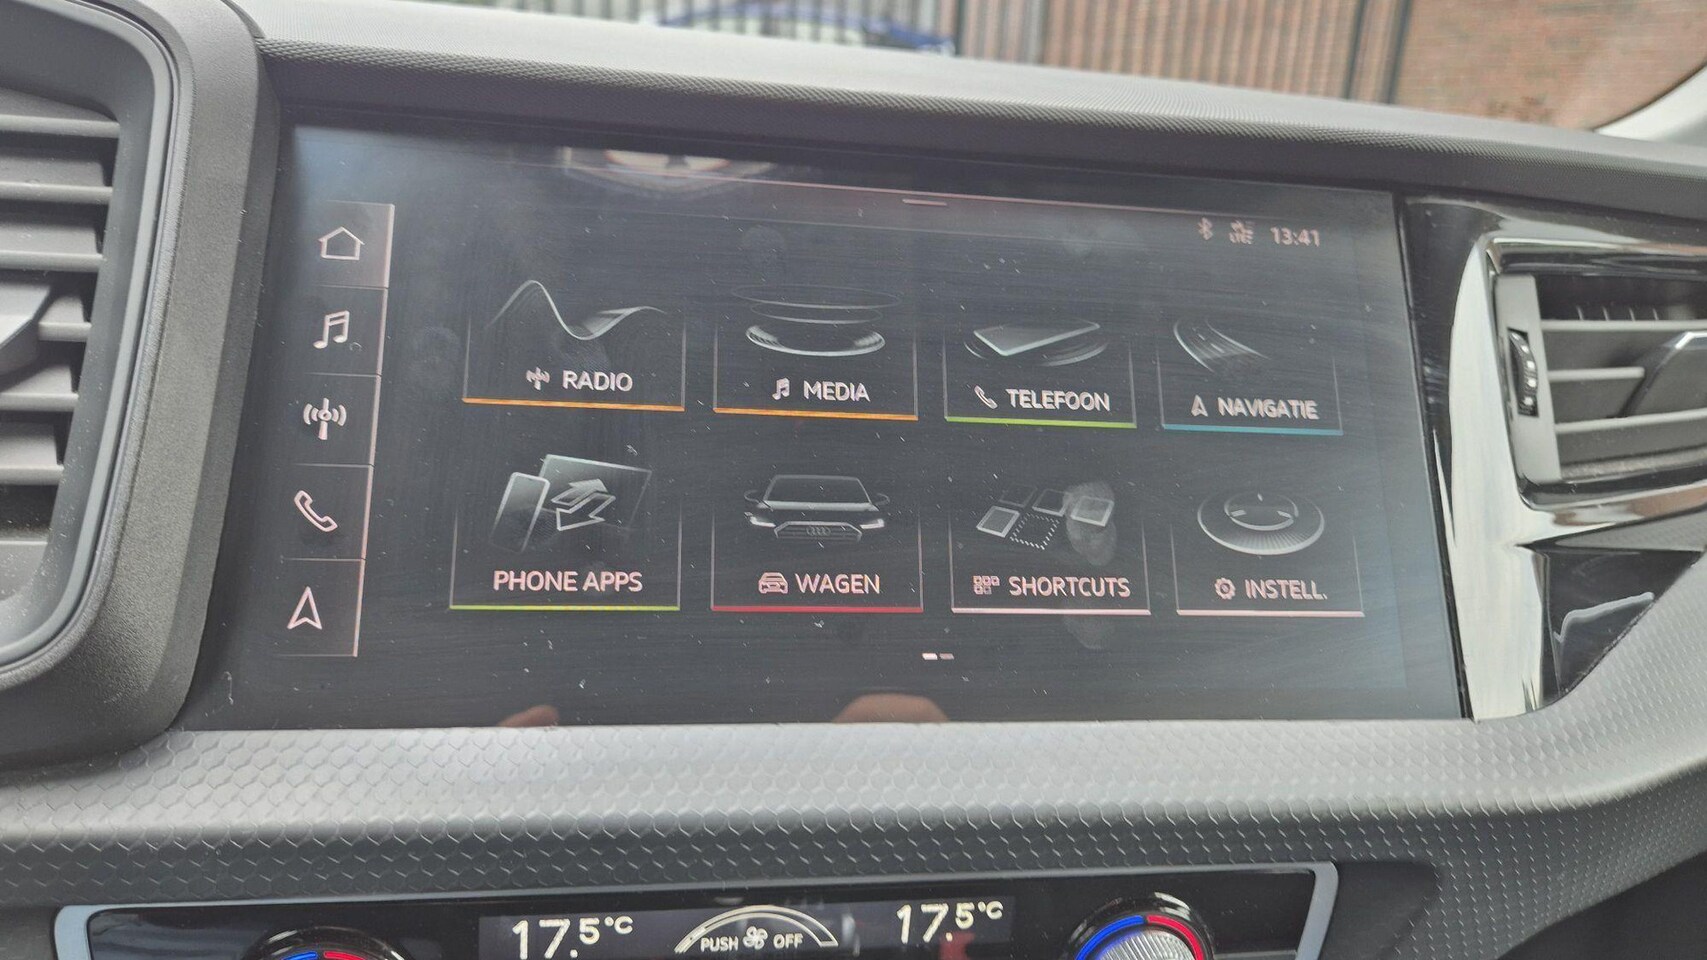 13:41
RADIO
MEDIA
TELEFOON
NAVIGATIE
PHONE APPS
WAGEN
SHORTCUTS
INSTELL.
17.5°C
PUSH OFF
17.5°C